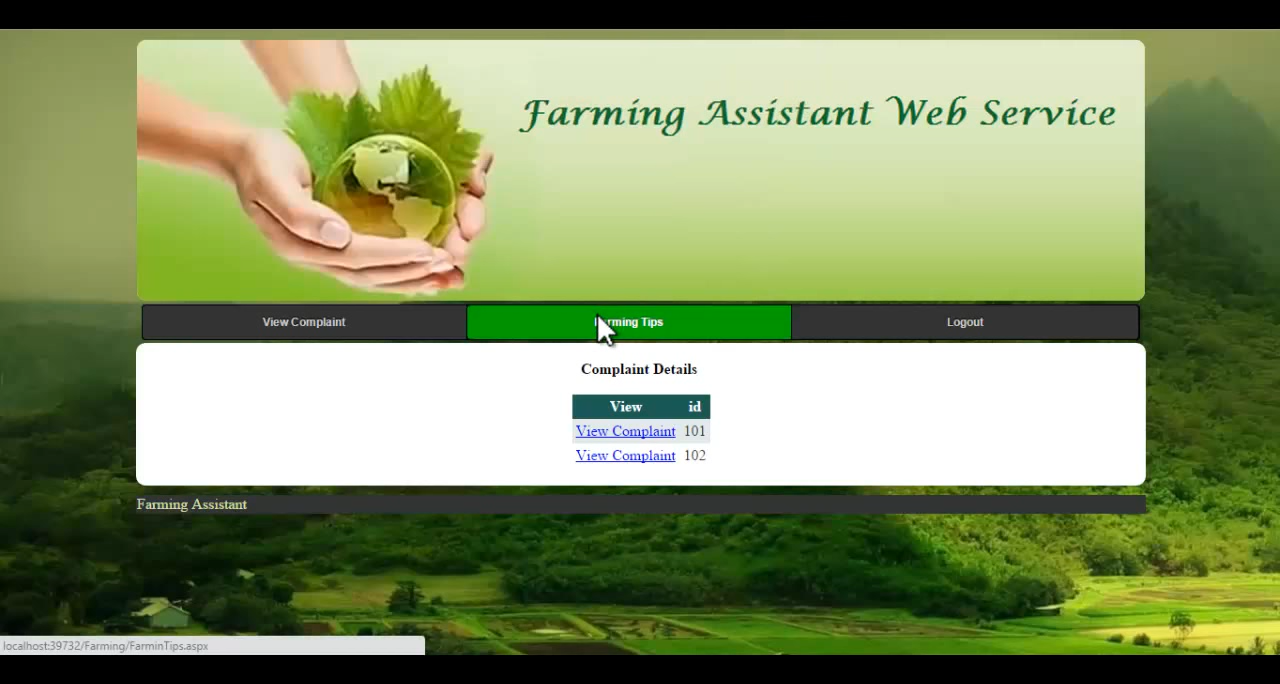 Farming Assistant Web Service
View Complaint
Farming Tips
Logout
Complaint Details
View id
View Complaint 101
View Complaint 102
Farming Assistant
localhost:39732/Farming/FarminTips.aspx